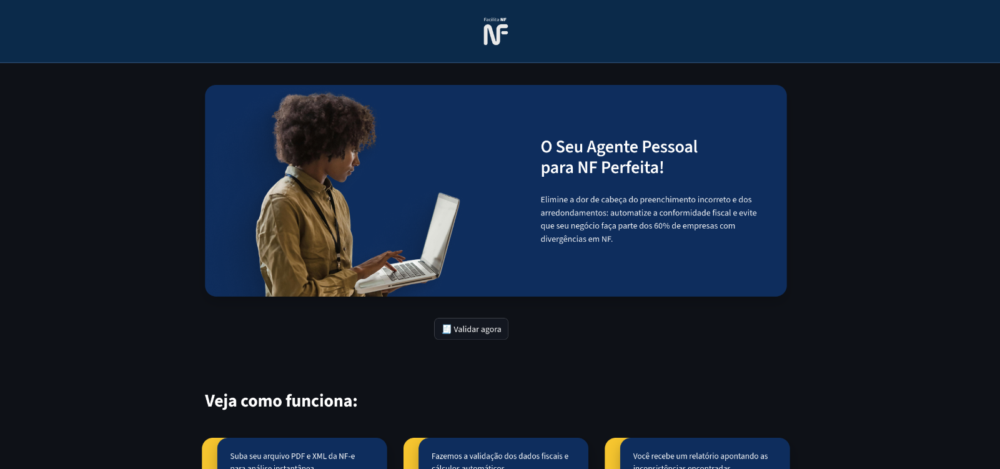 Facilita NF
NF
O Seu Agente Pessoal
para NF Perfeita!
Elimine a dor de cabeça do preenchimento incorreto e dos
arredondamentos: automatize a conformidade fiscal e evite
que seu negócio faça parte dos 60% de empresas com
divergências em NF.
🧾 Validar agora
Veja como funciona:
Suba seu arquivo PDF e XML da NF-e
para análise instantânea.
Fazemos a validação dos dados fiscais e
cálculos automáticos.
Você recebe um relatório apontando as
inconsistências encontradas.